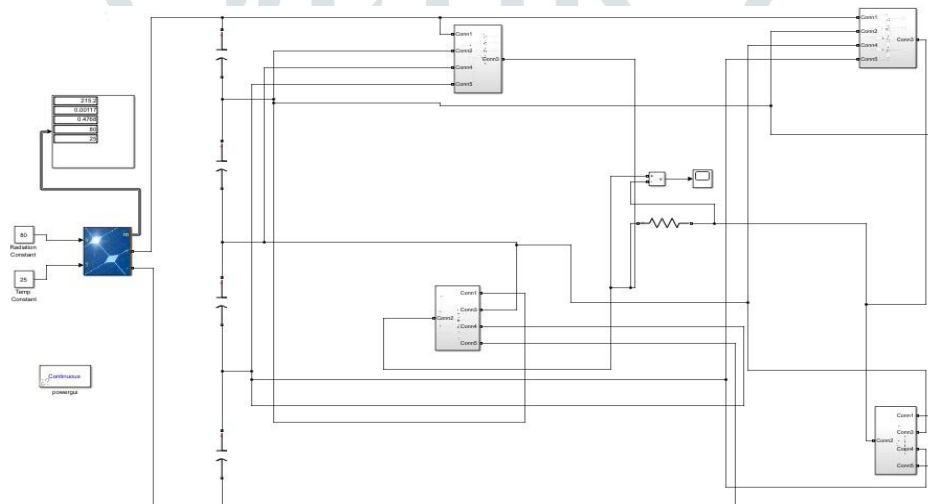 Conn1
Conn2
Conn4
Conn5
Conn3
Conn1
Conn2
Conn4
Conn5
Conn3
215.2
0.00117
0.4768
80
25
80
Radiation
Constant
25
Temp
Constant
Continuous
powergui
Conn1
Conn3
Conn2
Conn4
Conn5
Conn1
Conn3
Conn2
Conn4
Conn5